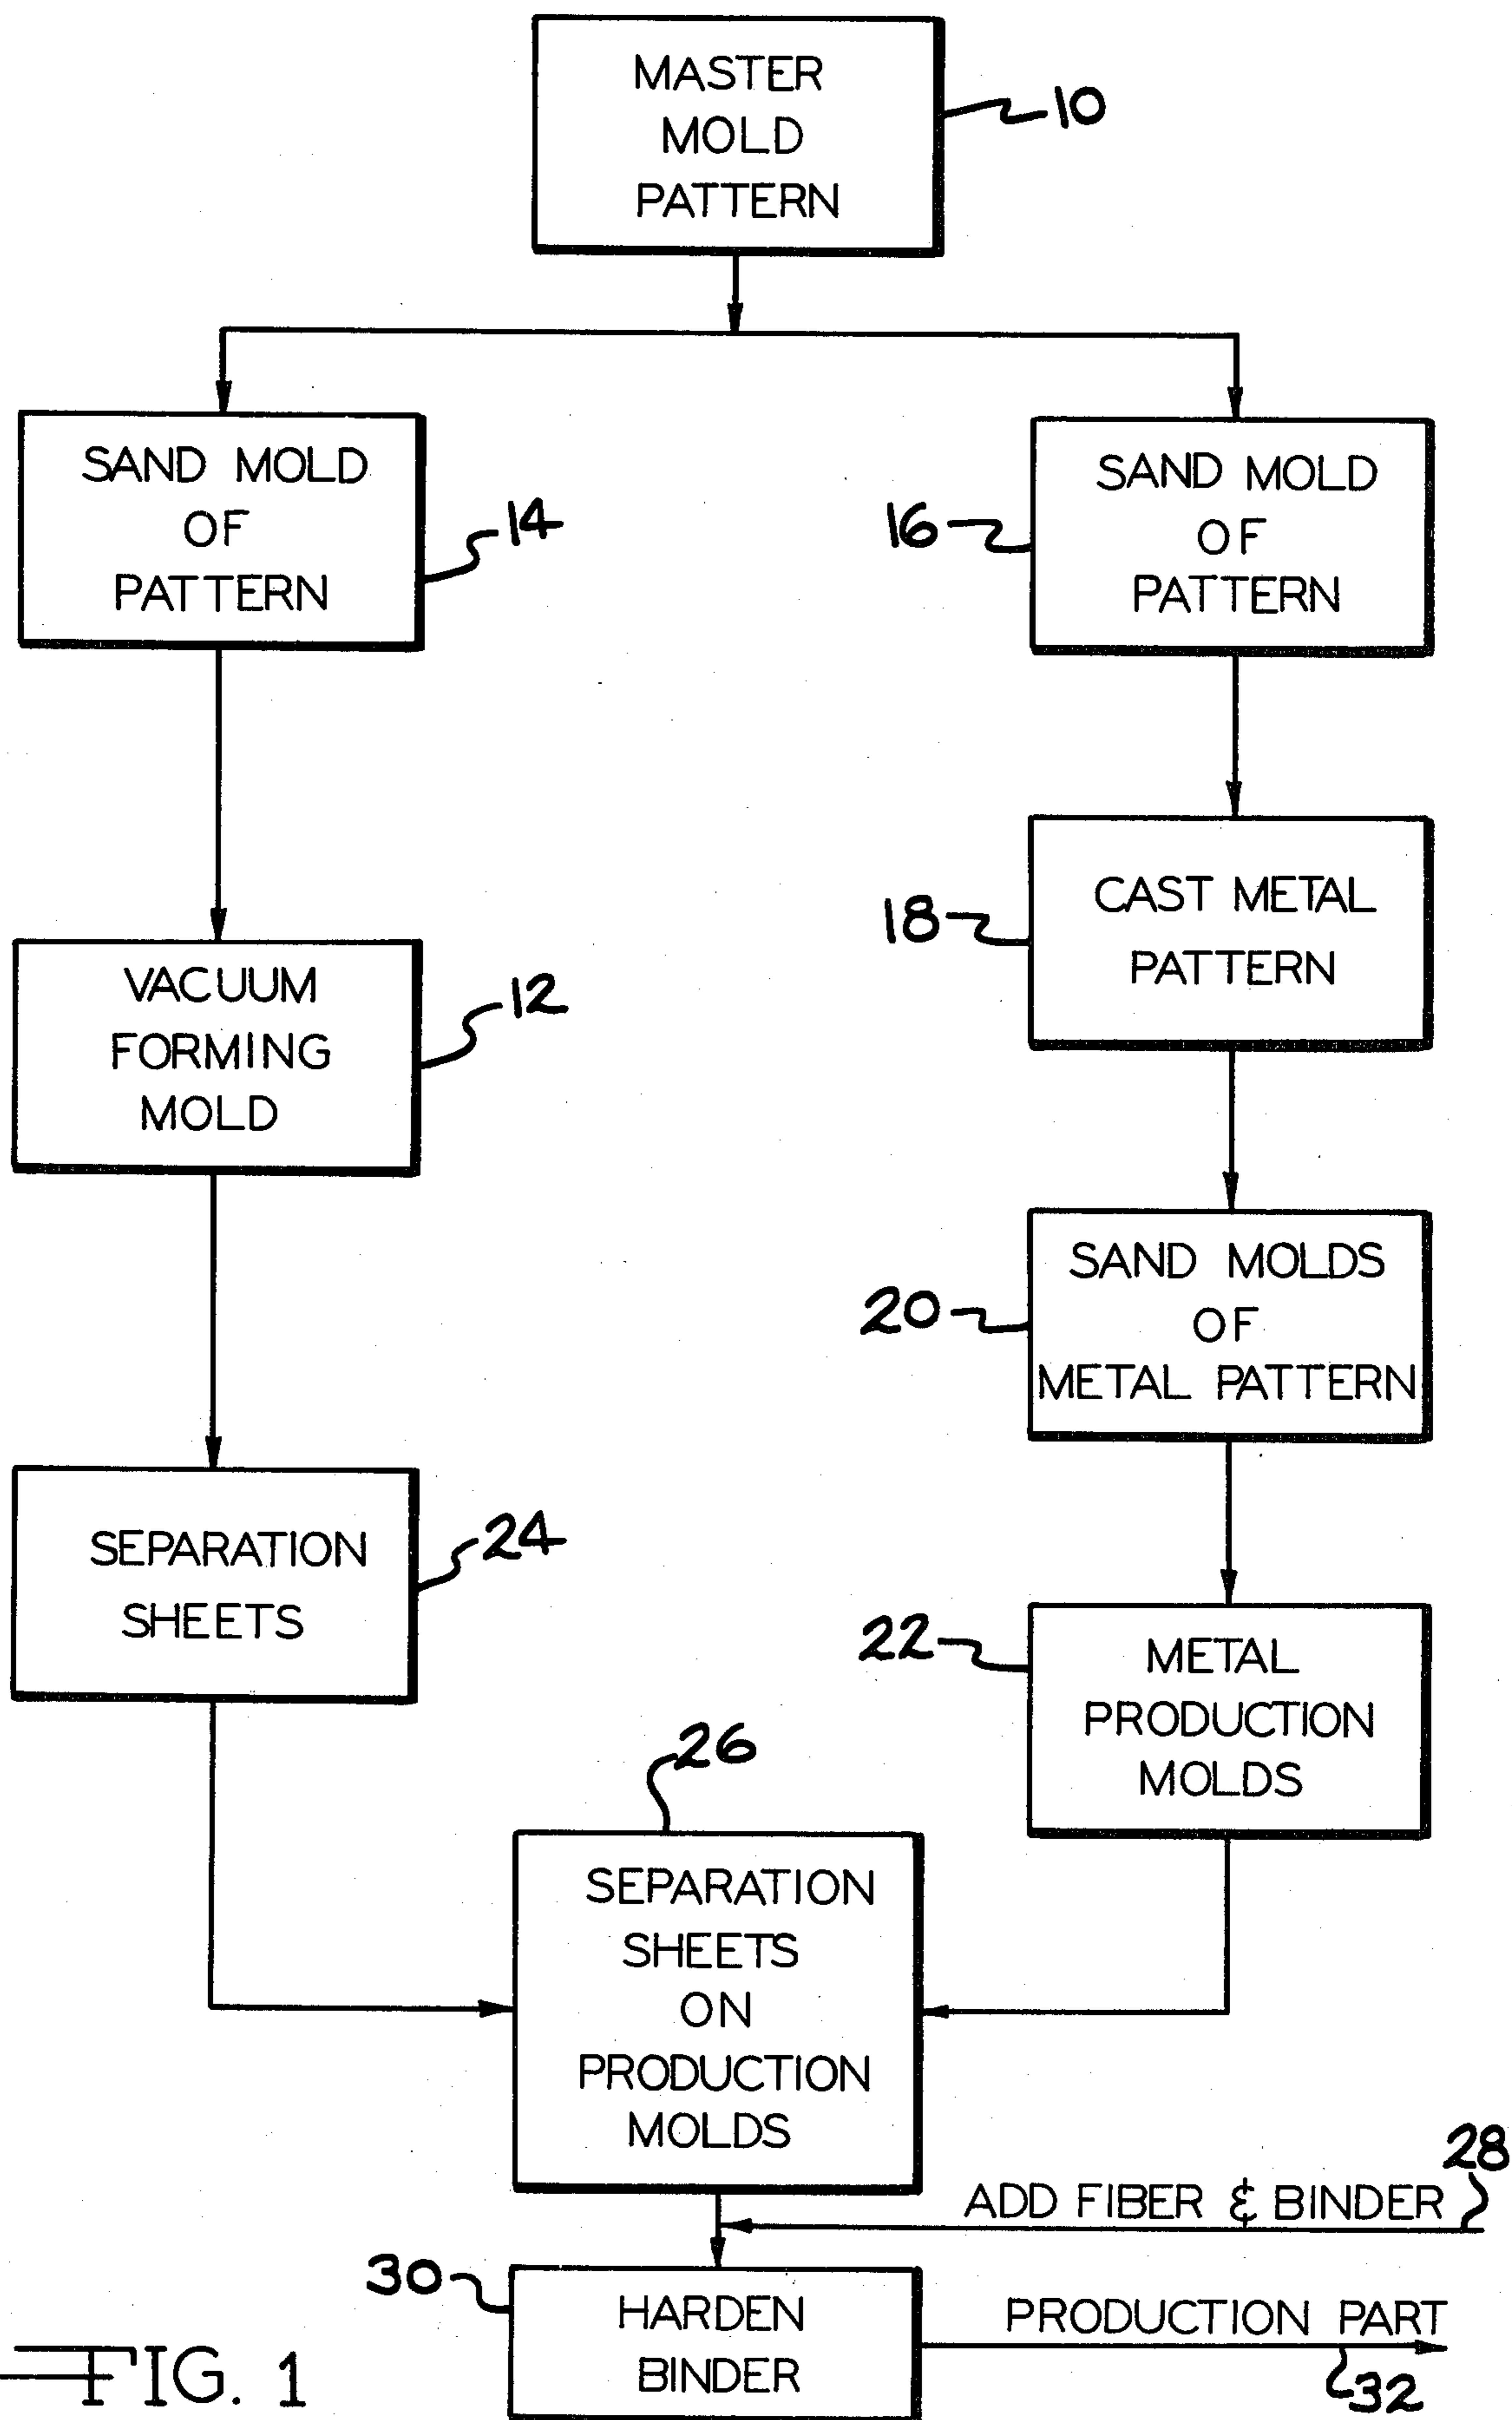 MASTER
MOLD
PATTERN
10
SAND MOLD
OF
PATTERN
14
SAND MOLD
OF
PATTERN
16
CAST METAL
PATTERN
18
VACUUM
FORMING
MOLD
12
SAND MOLDS
OF
METAL PATTERN
20
SEPARATION
SHEETS
24
METAL
PRODUCTION
MOLDS
22
26
SEPARATION
SHEETS
ON
PRODUCTION
MOLDS
28
ADD FIBER & BINDER
30
HARDEN
BINDER
PRODUCTION PART
32
FIG. 1